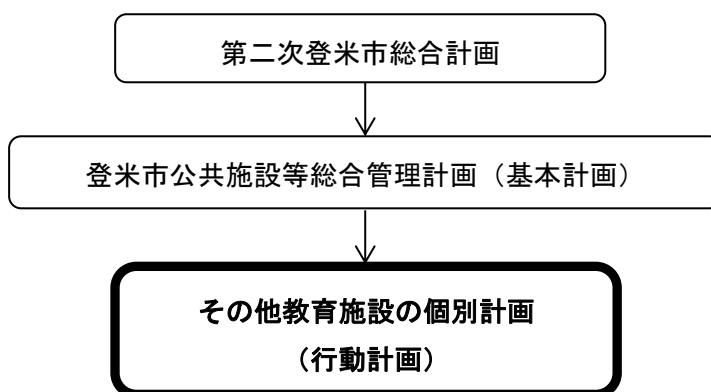 第二次登米市総合計画
登米市公共施設等総合管理計画（基本計画）
その他教育施設の個別計画
（行動計画）